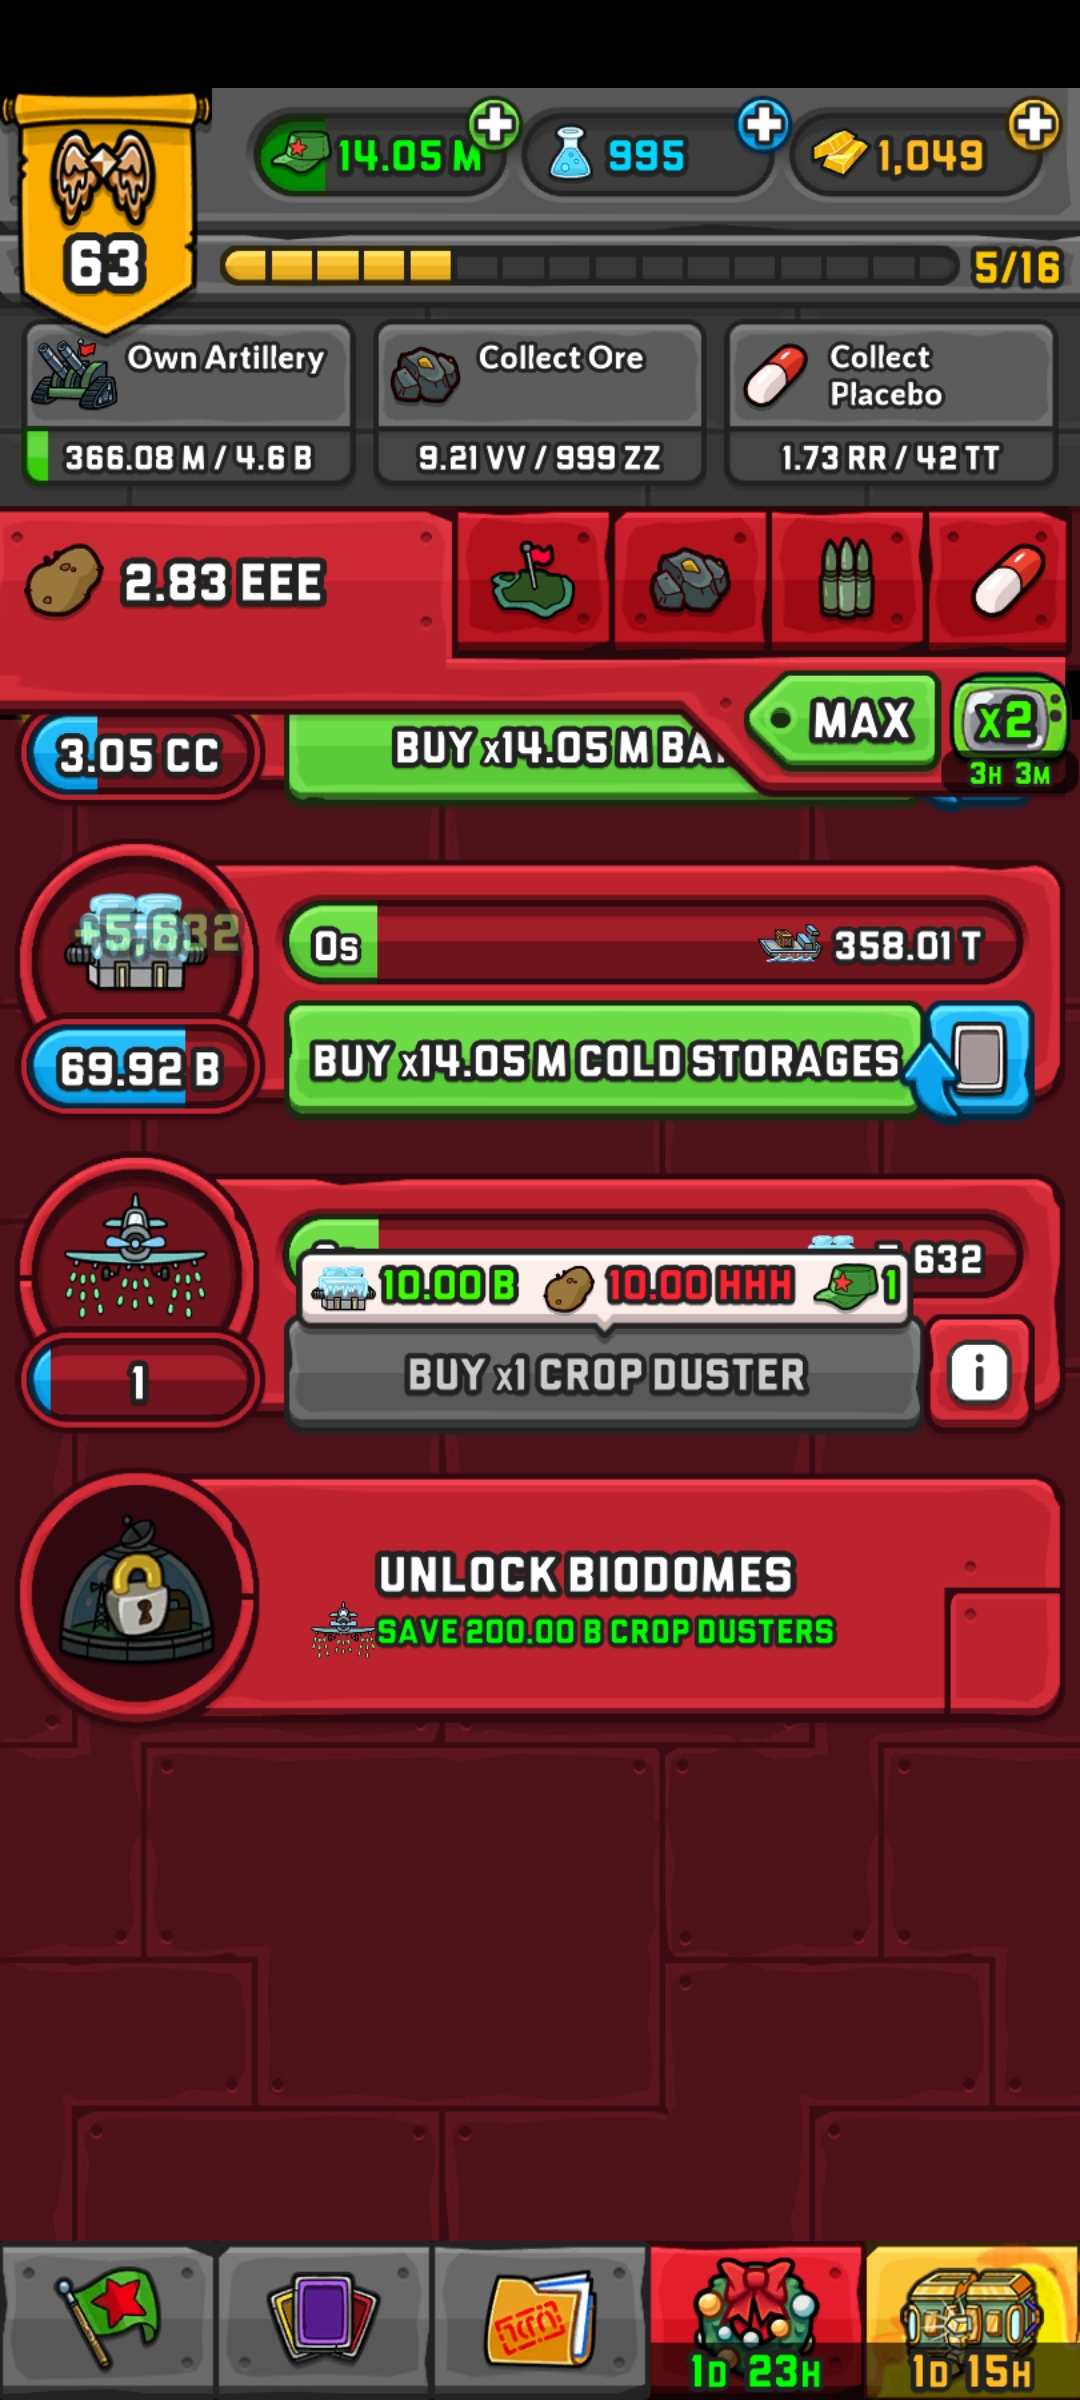 14.05 M
995
1,049
63
5/16
Own Artillery
366.08 M / 4.6 B
Collect Ore
9.21 VV / 999 ZZ
Collect
Placebo
1.73 RR / 42 TT
2.83 EEE
MAX
x2
3H 3M
3.05 CC
BUY x14.05 M BA
+5,632
0s
358.01 T
69.92 B
BUY x14.05 M COLD STORAGES
632
10.00 B
10.00 HHH
1
1
BUY x1 CROP DUSTER
i
UNLOCK BIODOMES
SAVE 200.00 B CROP DUSTERS
1D 23H
1D 15H